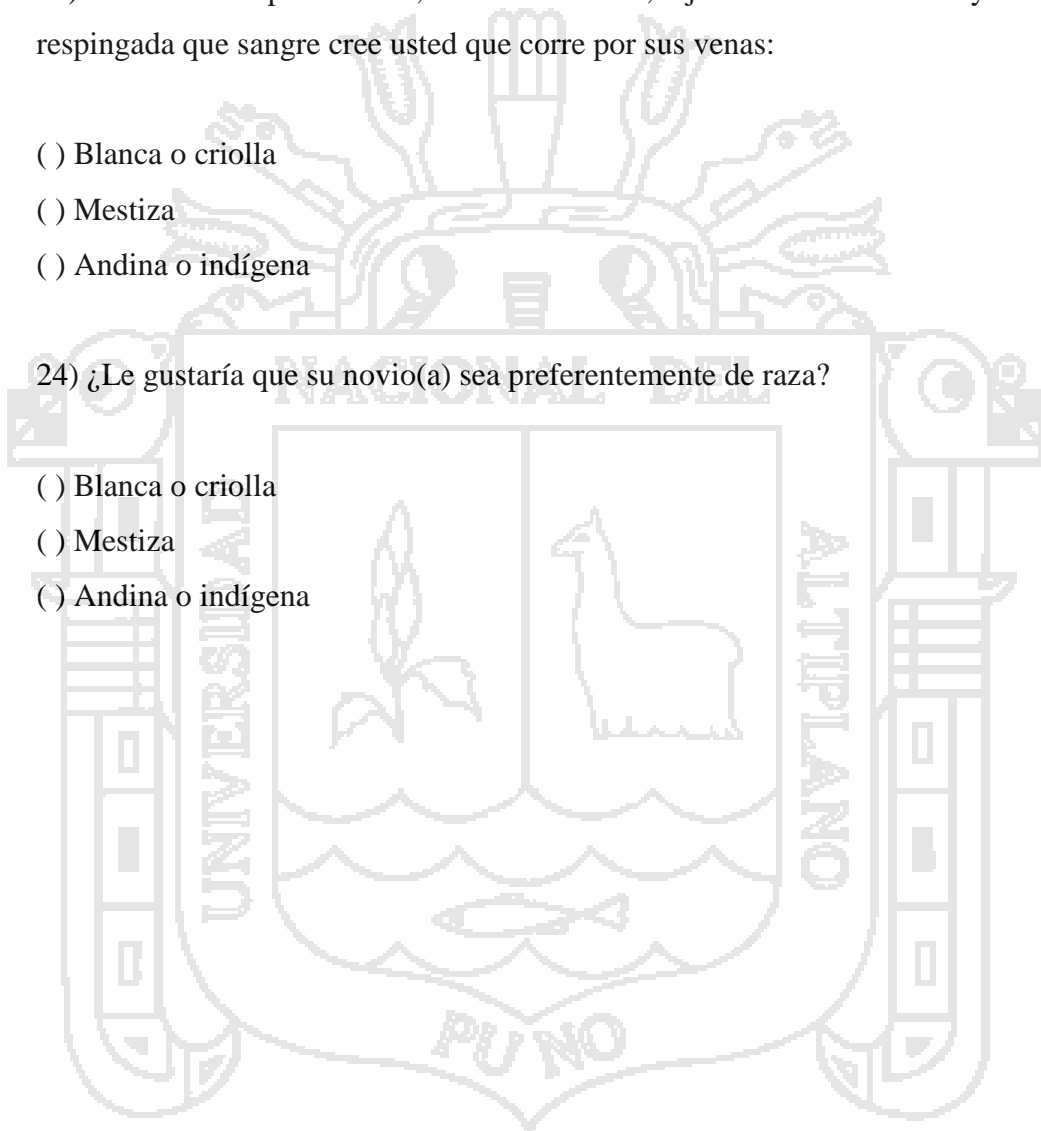 respingada que sangre cree usted que corre por sus venas:
( ) Blanca o criolla
( ) Mestiza
( ) Andina o indígena
24) ¿Le gustaría que su novio(a) sea preferentemente de raza?
( ) Blanca o criolla
( ) Mestiza
( ) Andina o indígena
NACIONAL DEL
UNIVERSIDAD
ALTIPLANO
PUNO